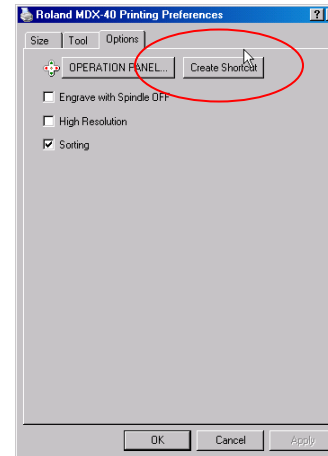 Roland MDX-40 Printing Preferences
Size Tool Options
OPERATION PANEL... Create Shortcut
Engrave with Spindle OFF
High Resolution
Sorting
OK Cancel Apply